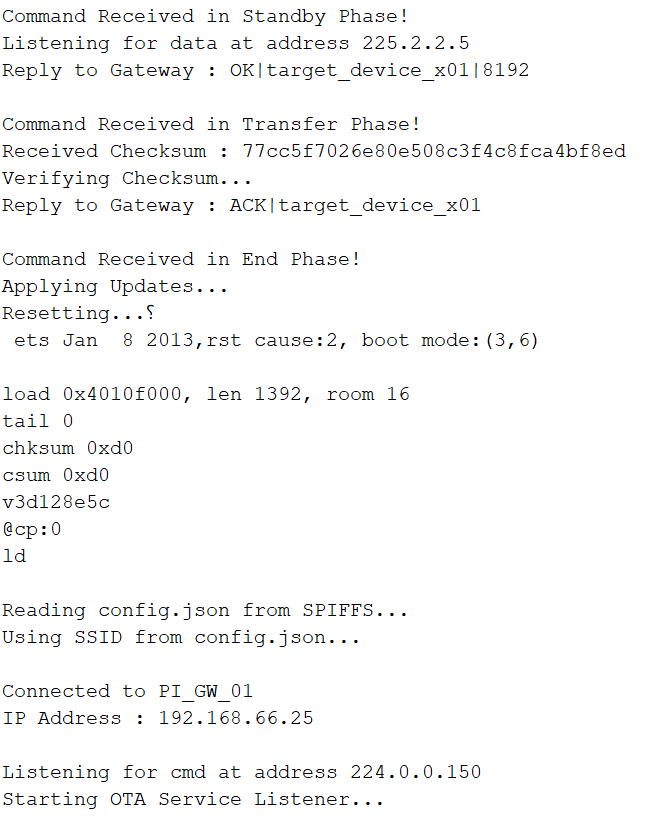 Command Received in Standby Phase!
Listening for data at address 225.2.2.5
Reply to Gateway : OK|target_device_x01|8192
Command Received in Transfer Phase!
Received Checksum : 77cc5f7026e80e508c3f4c8fca4bf8ed
Verifying Checksum...
Reply to Gateway : ACK|target_device_x01
Command Received in End Phase!
Applying Updates...
Resetting...⸮
 ets Jan  8 2013,rst cause:2, boot mode:(3,6)
load 0x4010f000, len 1392, room 16
tail 0
chksum 0xd0
csum 0xd0
v3d128e5c
@cp:0
ld
Reading config.json from SPIFFS...
Using SSID from config.json...
Connected to PI_GW_01
IP Address : 192.168.66.25
Listening for cmd at address 224.0.0.150
Starting OTA Service Listener...